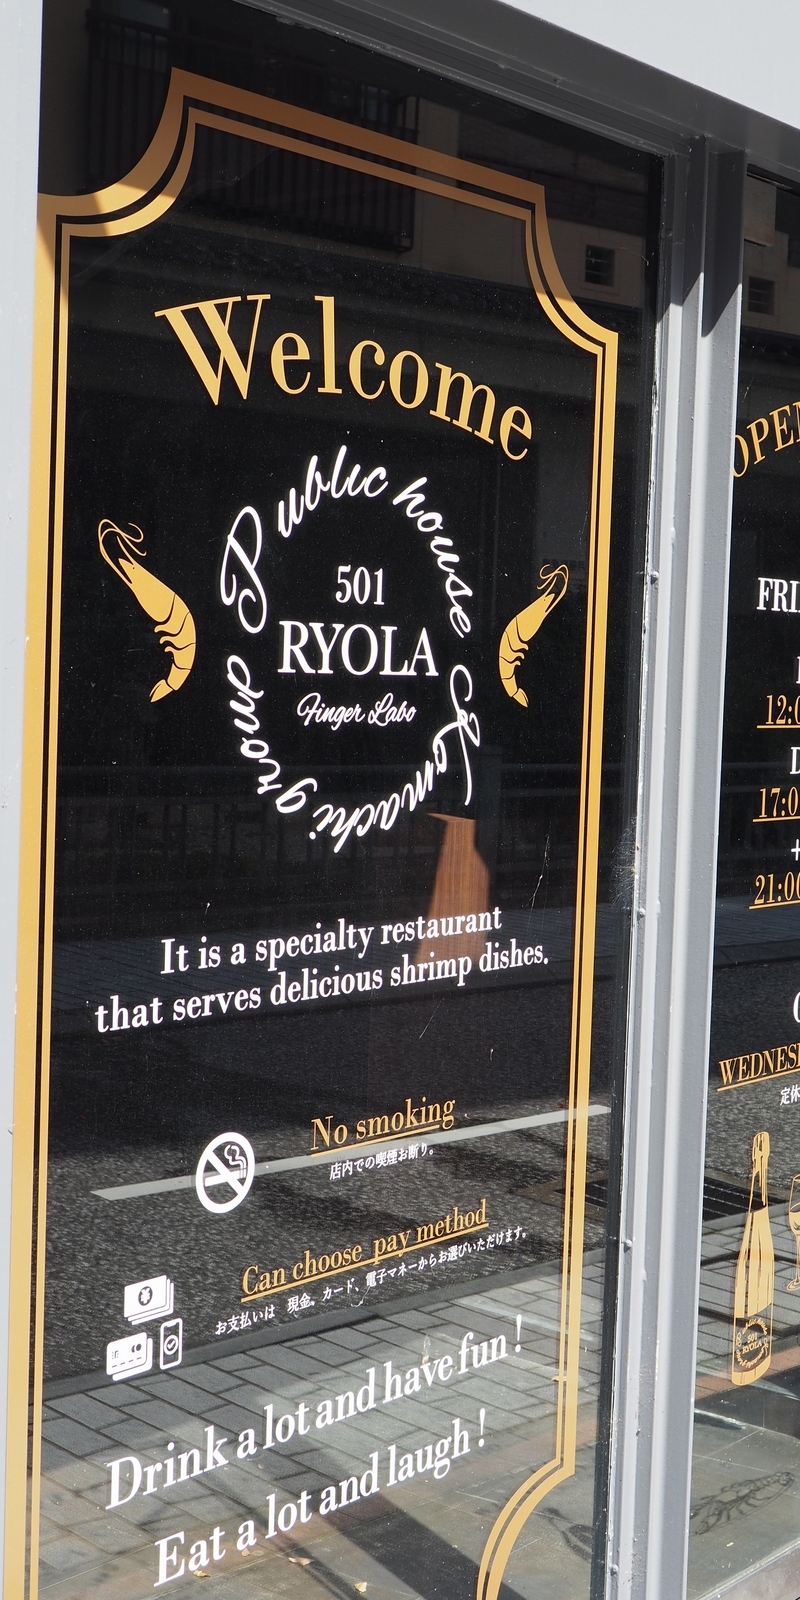 Welcome
Public house Komachi group
501
RYOLA
Finger Labo
It is a specialty restaurant
that serves delicious shrimp dishes.
No smoking
店内での喫煙お断り。
Can choose pay method
お支払いは 現金、カード、電子マネーからお選びいただけます。
Drink a lot and have fun !
Eat a lot and laugh !
OPEN
FRI
12:0
17:0
+
21:00
WEDNES
定休
501
RYOLA